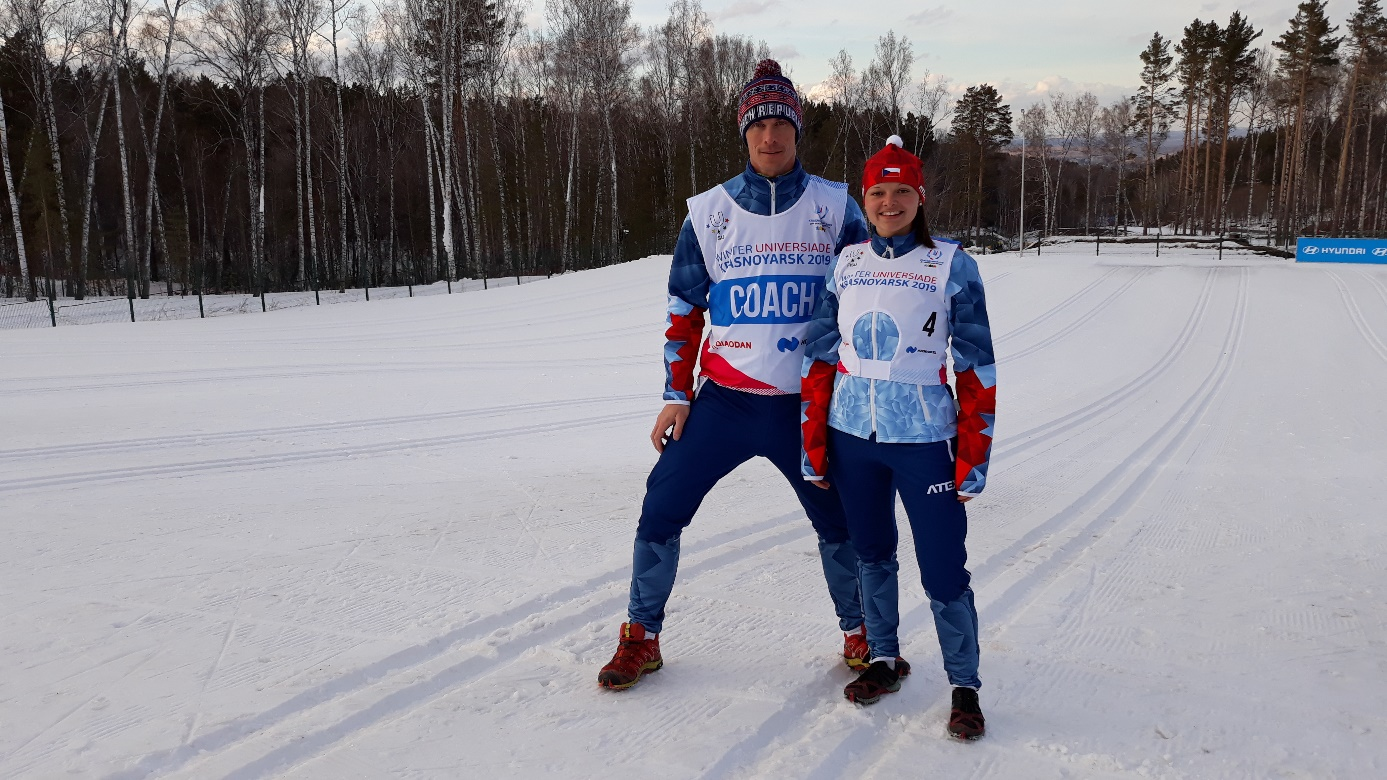 WINTER UNIVERSIADE
KRASNOYARSK 2019
COACH
WINTER UNIVERSIADE
KRASNOYARSK 2019
4
ATEX
HYUNDAI